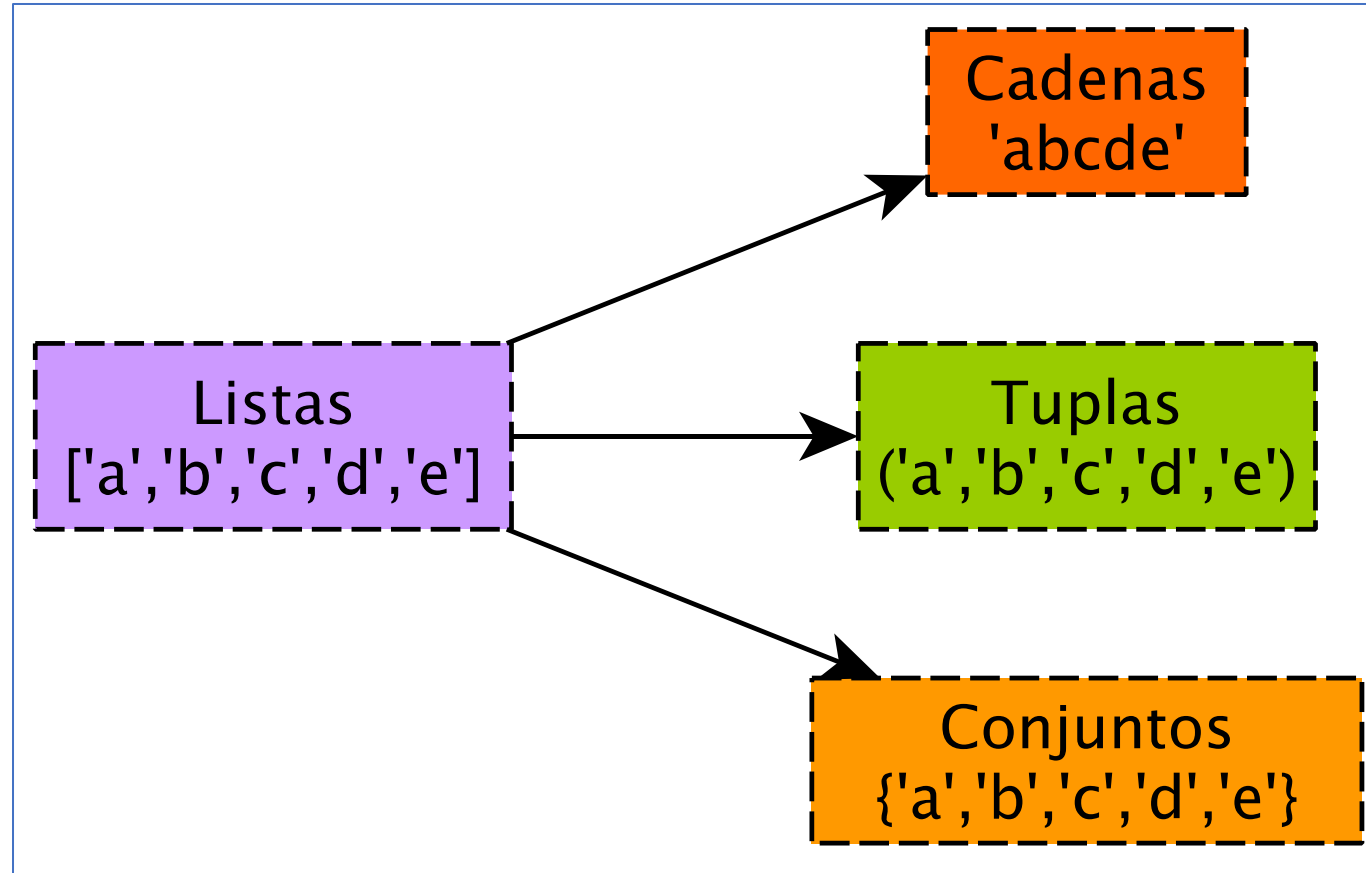 Cadenas
'abcde'
Listas
['a','b','c','d','e']
Tuplas
('a','b','c','d','e')
Conjuntos
{'a','b','c','d','e'}